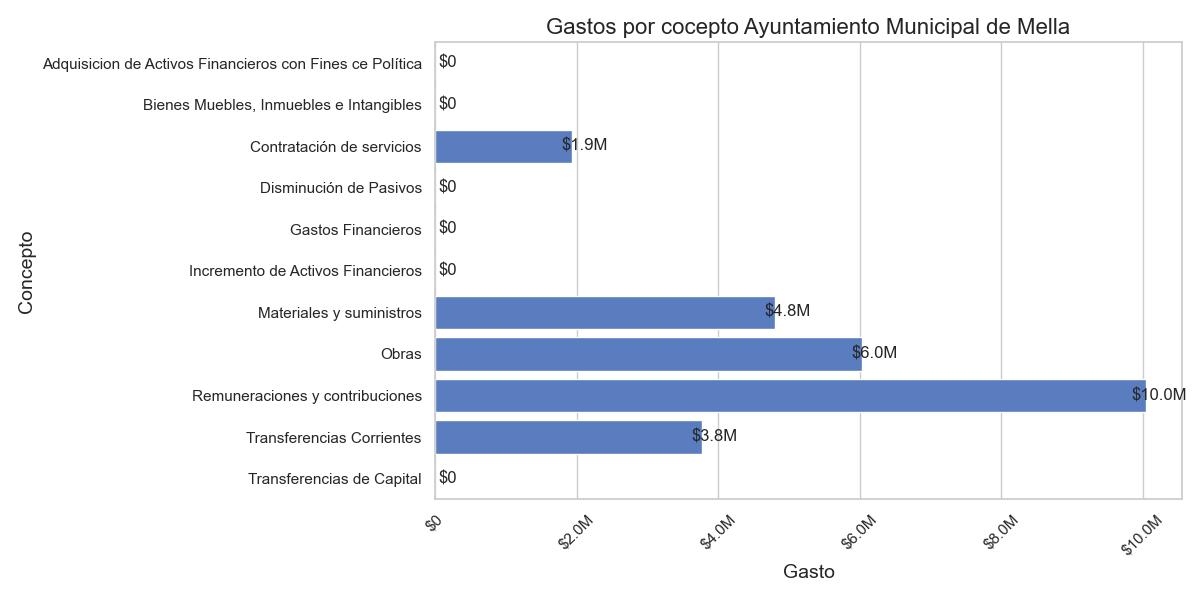 Gastos por cocepto Ayuntamiento Municipal de Mella
Concepto
Adquisicion de Activos Financieros con Fines ce Política $0
Bienes Muebles, Inmuebles e Intangibles $0
Contratación de servicios $1.9M
Disminución de Pasivos $0
Gastos Financieros $0
Incremento de Activos Financieros $0
Materiales y suministros $4.8M
Obras $6.0M
Remuneraciones y contribuciones $10.0M
Transferencias Corrientes $3.8M
Transferencias de Capital $0
$0 $2.0M $4.0M $6.0M $8.0M $10.0M
Gasto